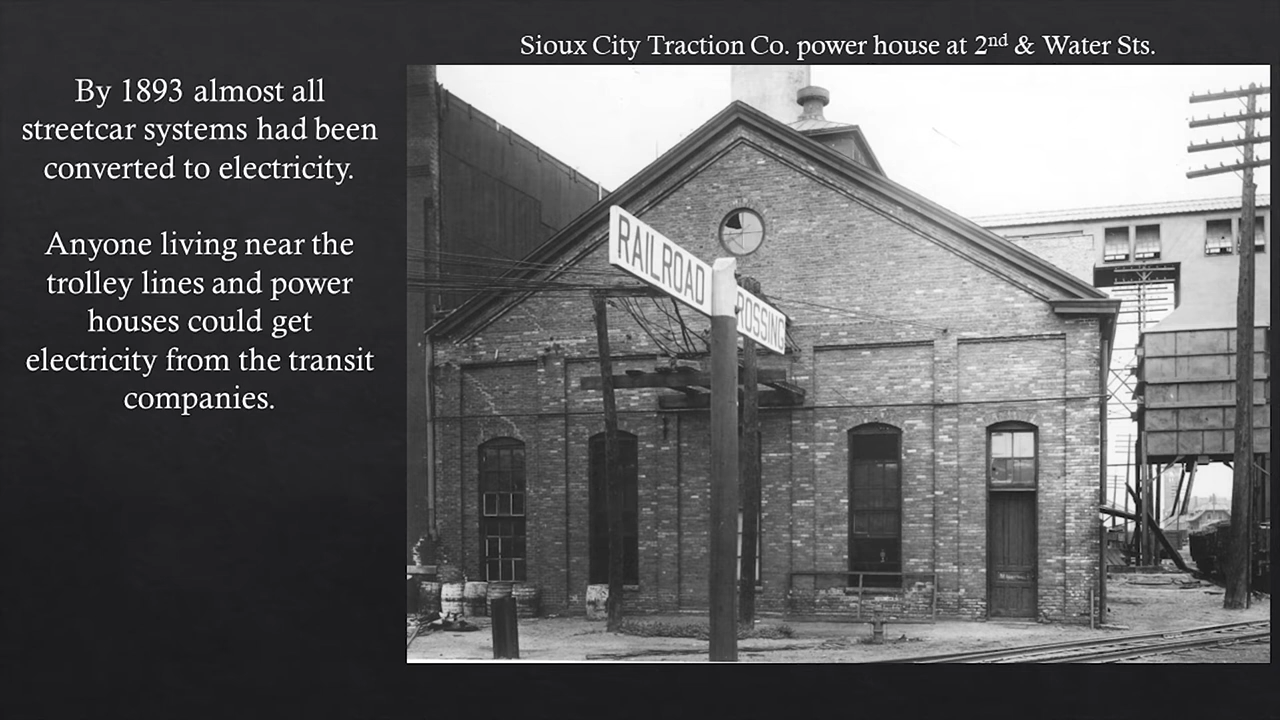 Sioux City Traction Co. power house at 2nd & Water Sts.
By 1893 almost all
streetcar systems had been
converted to electricity.
Anyone living near the
trolley lines and power
houses could get
electricity from the transit
companies.
RAILROAD
ROSSING